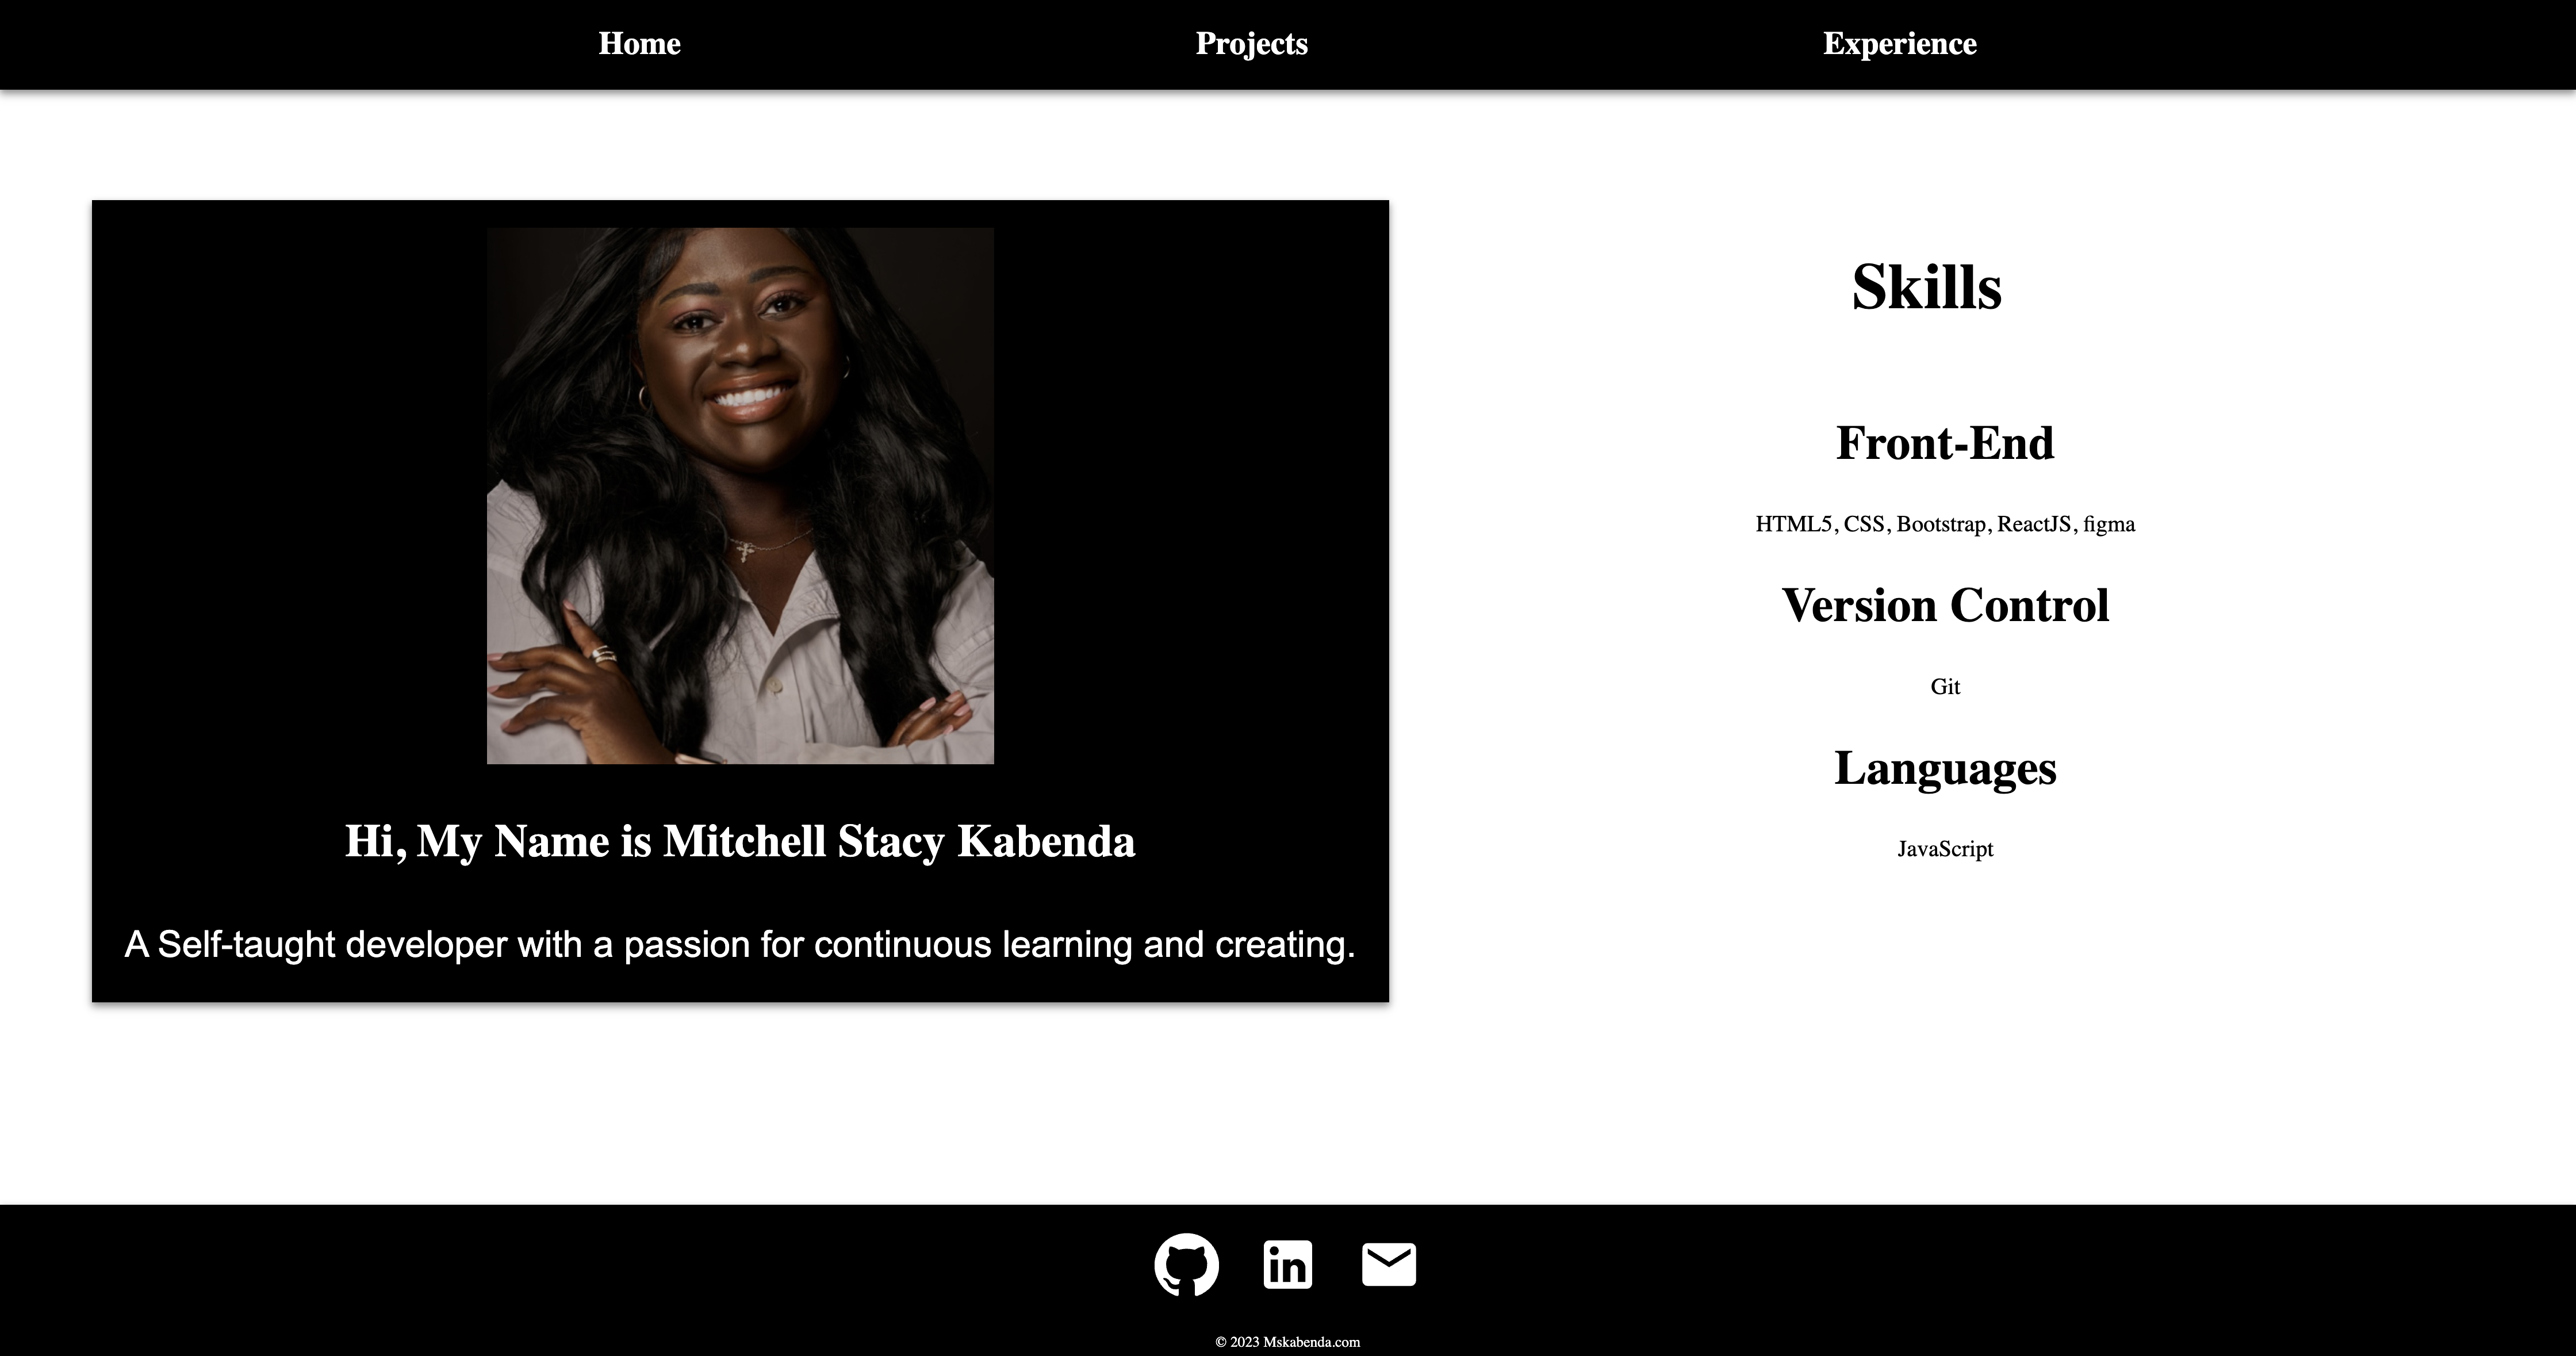 Home
Projects
Experience
Hi, My Name is Mitchell Stacy Kabenda
A Self-taught developer with a passion for continuous learning and creating.
Skills
Front-End
HTML5, CSS, Bootstrap, ReactJS, figma
Version Control
Git
Languages
JavaScript
in
© 2023 Mskabenda.com